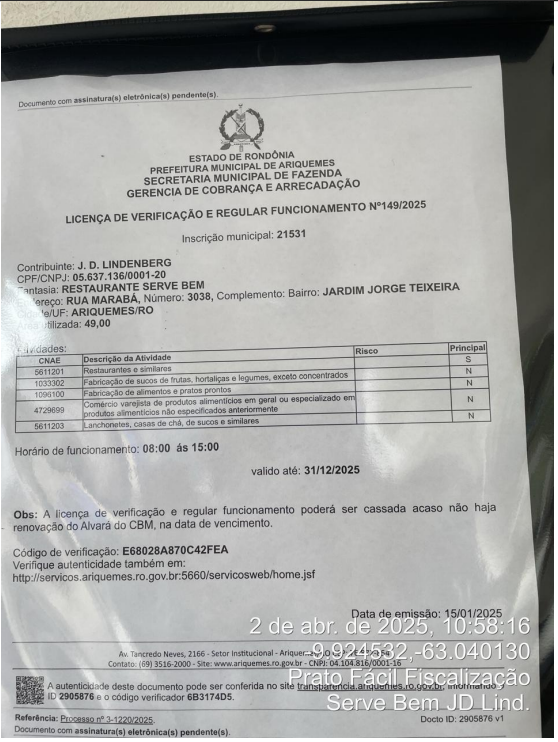 Documento com assinatura(s) eletrônica(s) pendente(s).
ESTADO DE RONDÔNIA
PREFEITURA MUNICIPAL DE ARIQUEMES
SECRETARIA MUNICIPAL DE FAZENDA
GERENCIA DE COBRANÇA E ARRECADAÇÃO
LICENÇA DE VERIFICAÇÃO E REGULAR FUNCIONAMENTO Nº149/2025
Inscrição municipal: 21531
Contribuinte: J. D. LINDENBERG
CPF/CNPJ: 05.637.136/0001-20
Fantasia: RESTAURANTE SERVE BEM
RUA MARABÁ, Número: 3038, Complemento: Bairro: JARDIM JORGE TEIXEIRA
ARIQUEMES/RO
utilizada: 49,00
CNAE Descrição da Atividade Risco Principal
5611201 Restaurantes e similares S
1033302 Fabricação de sucos de frutas, hortaliças e legumes, exceto concentrados N
1096100 Fabricação de alimentos e pratos prontos N
4729699 Comércio varejista de produtos alimentícios em geral ou especializado em produtos alimentícios não especificados anteriormente N
5611203 Lanchonetes, casas de chá, de sucos e similares N
Horário de funcionamento: 08:00 ás 15:00
valido até: 31/12/2025
Obs: A licença de verificação e regular funcionamento poderá ser cassada acaso não haja
renovação do Alvará do CBM, na data de vencimento.
Código de verificação: E68028A870C42FEA
Verifique autenticidade também em:
http://servicos.ariquemes.ro.gov.br:5660/servicosweb/home.jsf
Data de emissão: 15/01/2025
2 de abr. de 2025, 10:58:16
Av. Tancredo Neves, 2166 - Setor Institucional -
-9,924532,-63,040130
Contato: (69) 3516-2000 - Site: www.ariquemes.ro.gov.br - CNPJ: 04.104.816/0001-16
Prato Fácil Fiscalização
A autenticidade deste documento pode ser conferida no site transparencia.ariquemes.ro.gov.br, informando o
ID 2905876 e o código verificador 6B3174D5.
Serve Bem JD Lind.
Referência: Processo nº 3-1220/2025. Docto ID: 2905876 v1
Documento com assinatura(s) eletrônica(s) pendente(s).